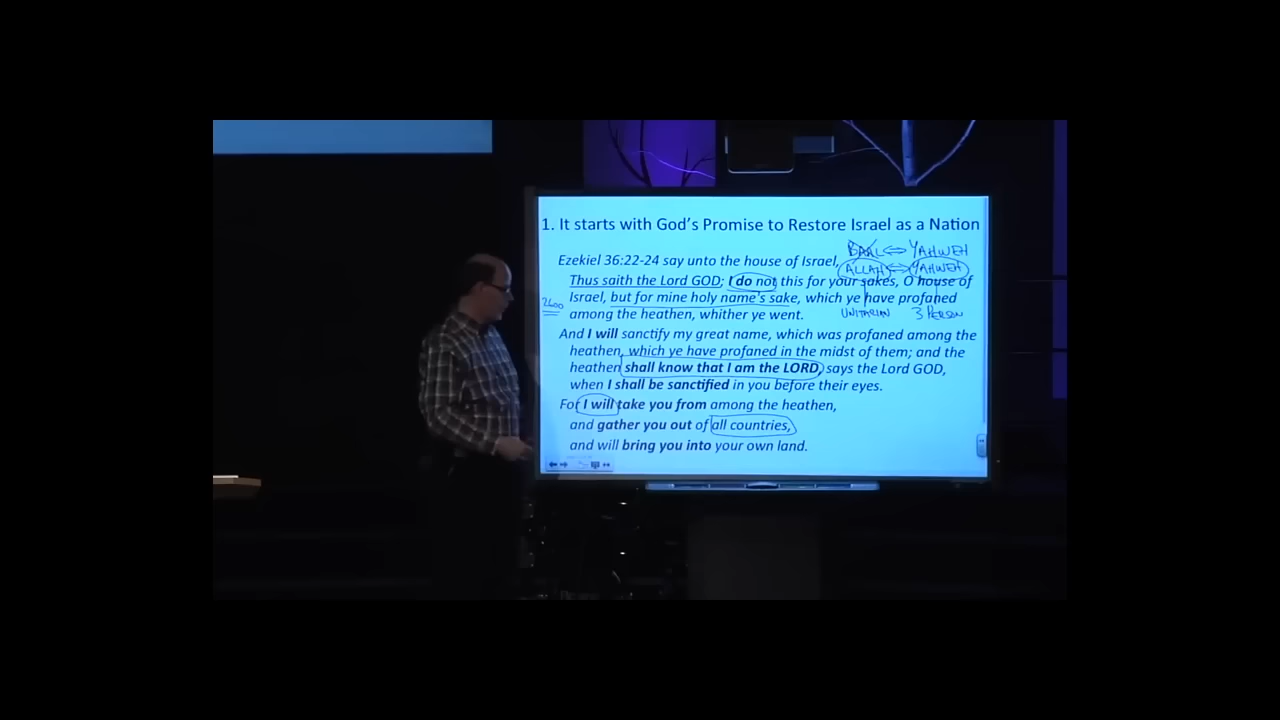 1. It starts with God's Promise to Restore Israel as a Nation
BAAL ⇔ YAHWEH
Ezekiel 36:22-24 say unto the house of Israel,
ALLAH ⇔ YAHWEH
Thus saith the Lord GOD; I do not this for your sakes, O house of
Israel, but for mine holy name's sake, which ye have profaned
2600
among the heathen, whither ye went.
UNITARIAN 3 PERSON
And I will sanctify my great name, which was profaned among the
heathen, which ye have profaned in the midst of them; and the
heathen shall know that I am the LORD, says the Lord GOD,
when I shall be sanctified in you before their eyes.
For I will take you from among the heathen,
and gather you out of all countries,
and will bring you into your own land.